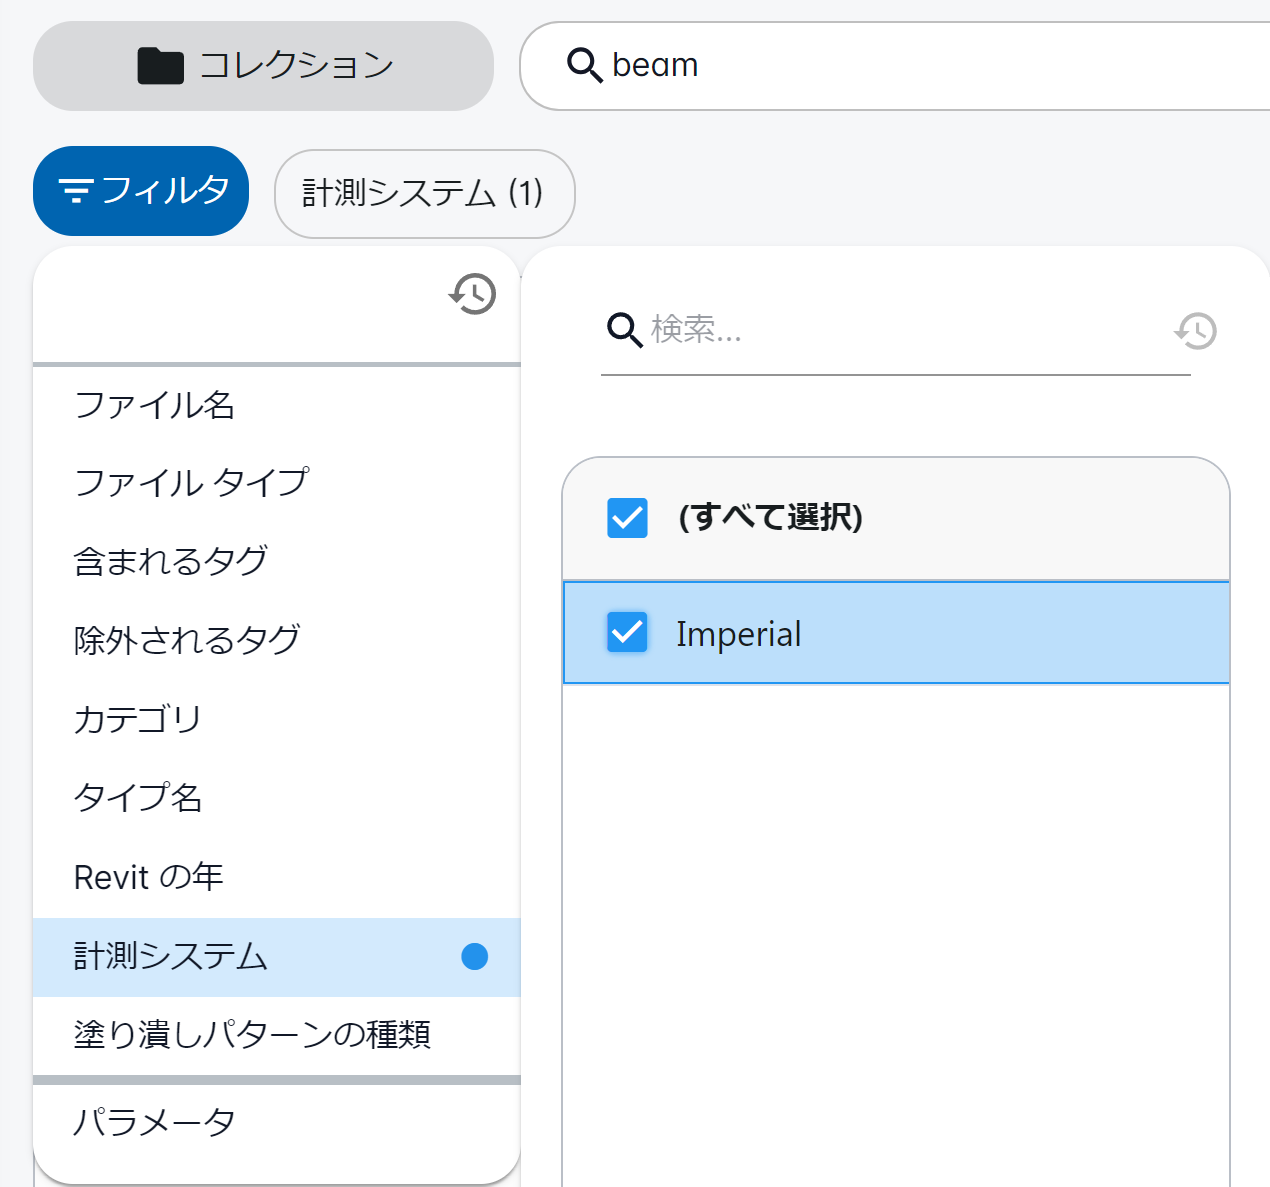 コレクション
beam
フィルタ
計測システム (1)
ファイル名
ファイル タイプ
含まれるタグ
除外されるタグ
カテゴリ
タイプ名
Revit の年
計測システム
塗り潰しパターンの種類
パラメータ
検索...
(すべて選択)
Imperial